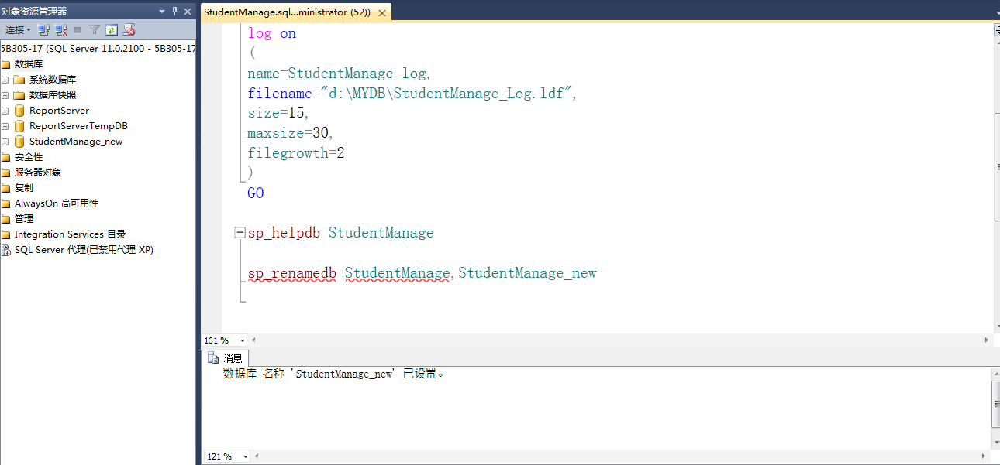 对象资源管理器
连接
5B305-17 (SQL Server 11.0.2100 - 5B305-17
数据库
系统数据库
数据库快照
ReportServer
ReportServerTempDB
StudentManage_new
安全性
服务器对象
复制
AlwaysOn 高可用性
管理
Integration Services 目录
SQL Server 代理(已禁用代理 XP)
StudentManage.sql...ministrator (52))
log on
(
name=StudentManage_log,
filename="d:\MYDB\StudentManage_Log.ldf",
size=15,
maxsize=30,
filegrowth=2
)
GO
sp_helpdb StudentManage
sp_renamedb StudentManage,StudentManage_new
161 %
消息
数据库 名称 'StudentManage_new' 已设置。
121 %